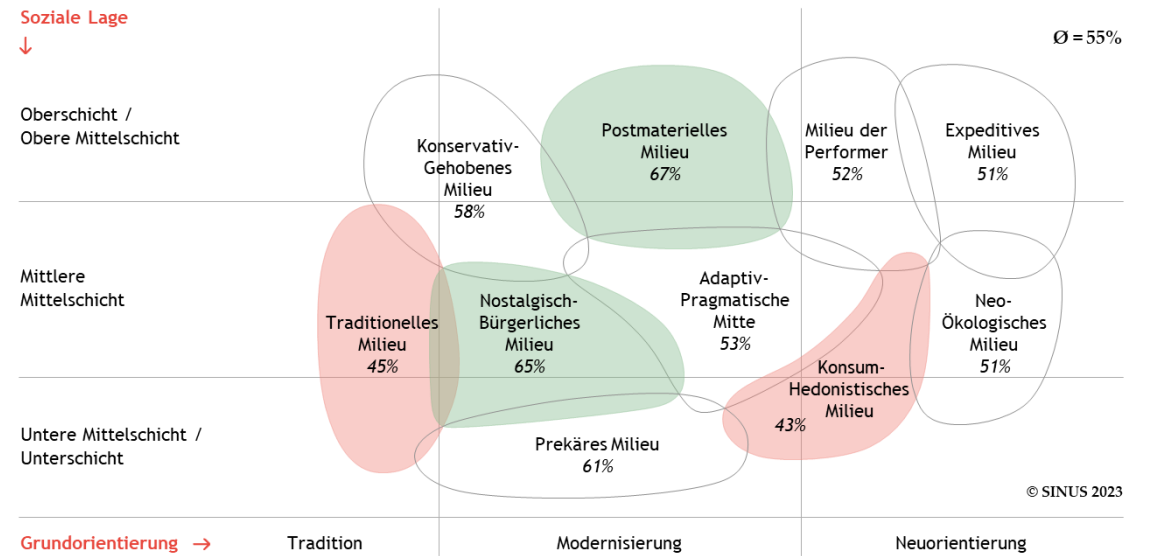 Soziale Lage
↓
Ø = 55%
Oberschicht /
Obere Mittelschicht
Konservativ-
Gehobenes
Milieu
58%
Postmaterielles
Milieu
67%
Milieu der
Performer
52%
Expeditives
Milieu
51%
Mittlere
Mittelschicht
Traditionelles
Milieu
45%
Nostalgisch-
Bürgerliches
Milieu
65%
Adaptiv-
Pragmatische
Mitte
53%
Neo-
Ökologisches
Milieu
51%
Konsum-
Hedonistisches
Milieu
43%
Untere Mittelschicht /
Unterschicht
Prekäres Milieu
61%
© SINUS 2023
Grundorientierung →
Tradition
Modernisierung
Neuorientierung